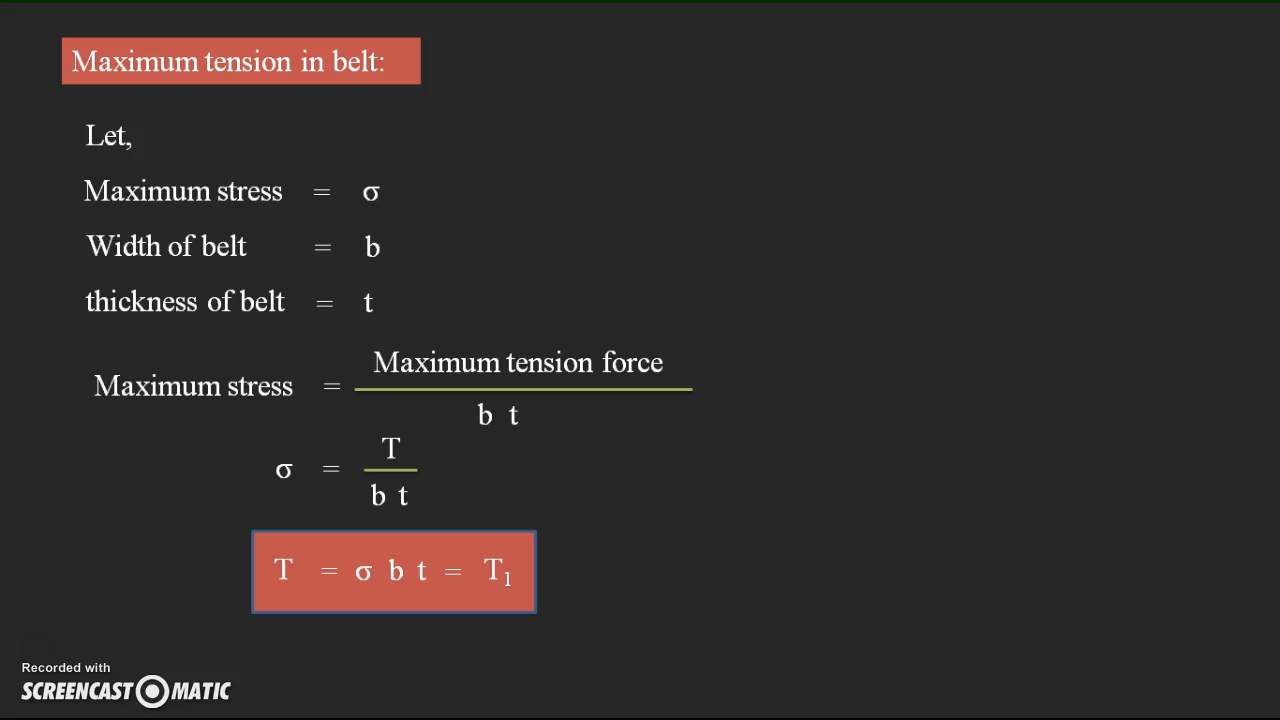 Maximum tension in belt:
Let,
Maximum stress = σ
Width of belt = b
thickness of belt = t
Maximum tension force
Maximum stress =
b t
T
σ =
b t
T = σ b t = T₁
Recorded with
SCREENCAST MATIC